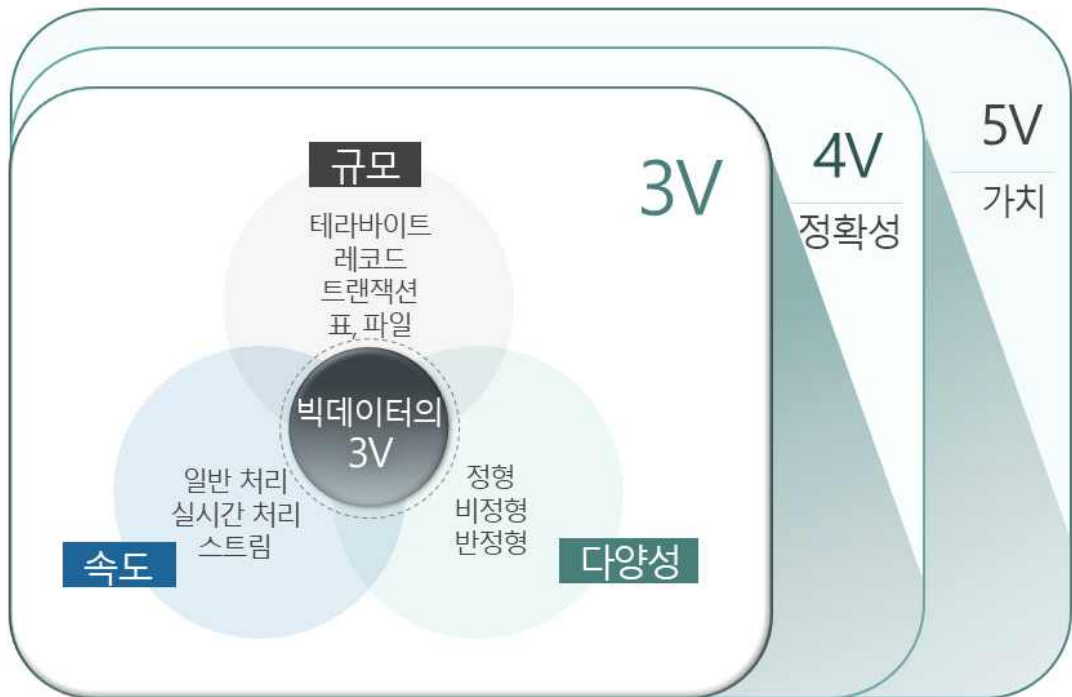 규모
테라바이트
레코드
트랜잭션
표, 파일
빅데이터의
3V
일반 처리
실시간 처리
스트림
속도
정형
비정형
반정형
다양성
3V
4V
정확성
5V
가치